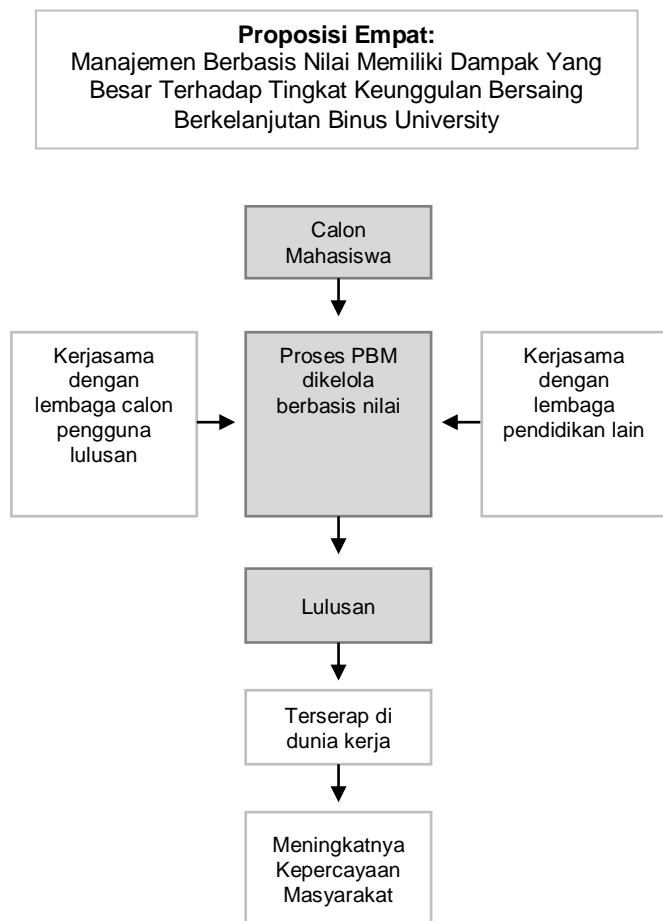 Proposisi Empat:
Manajemen Berbasis Nilai Memiliki Dampak Yang
Besar Terhadap Tingkat Keunggulan Bersaing
Berkelanjutan Binus University
Calon
Mahasiswa
Kerjasama
dengan
lembaga calon
pengguna
lulusan
Proses PBM
dikelola
berbasis nilai
Kerjasama
dengan
lembaga
pendidikan lain
Lulusan
Terserap di
dunia kerja
Meningkatnya
Kepercayaan
Masyarakat